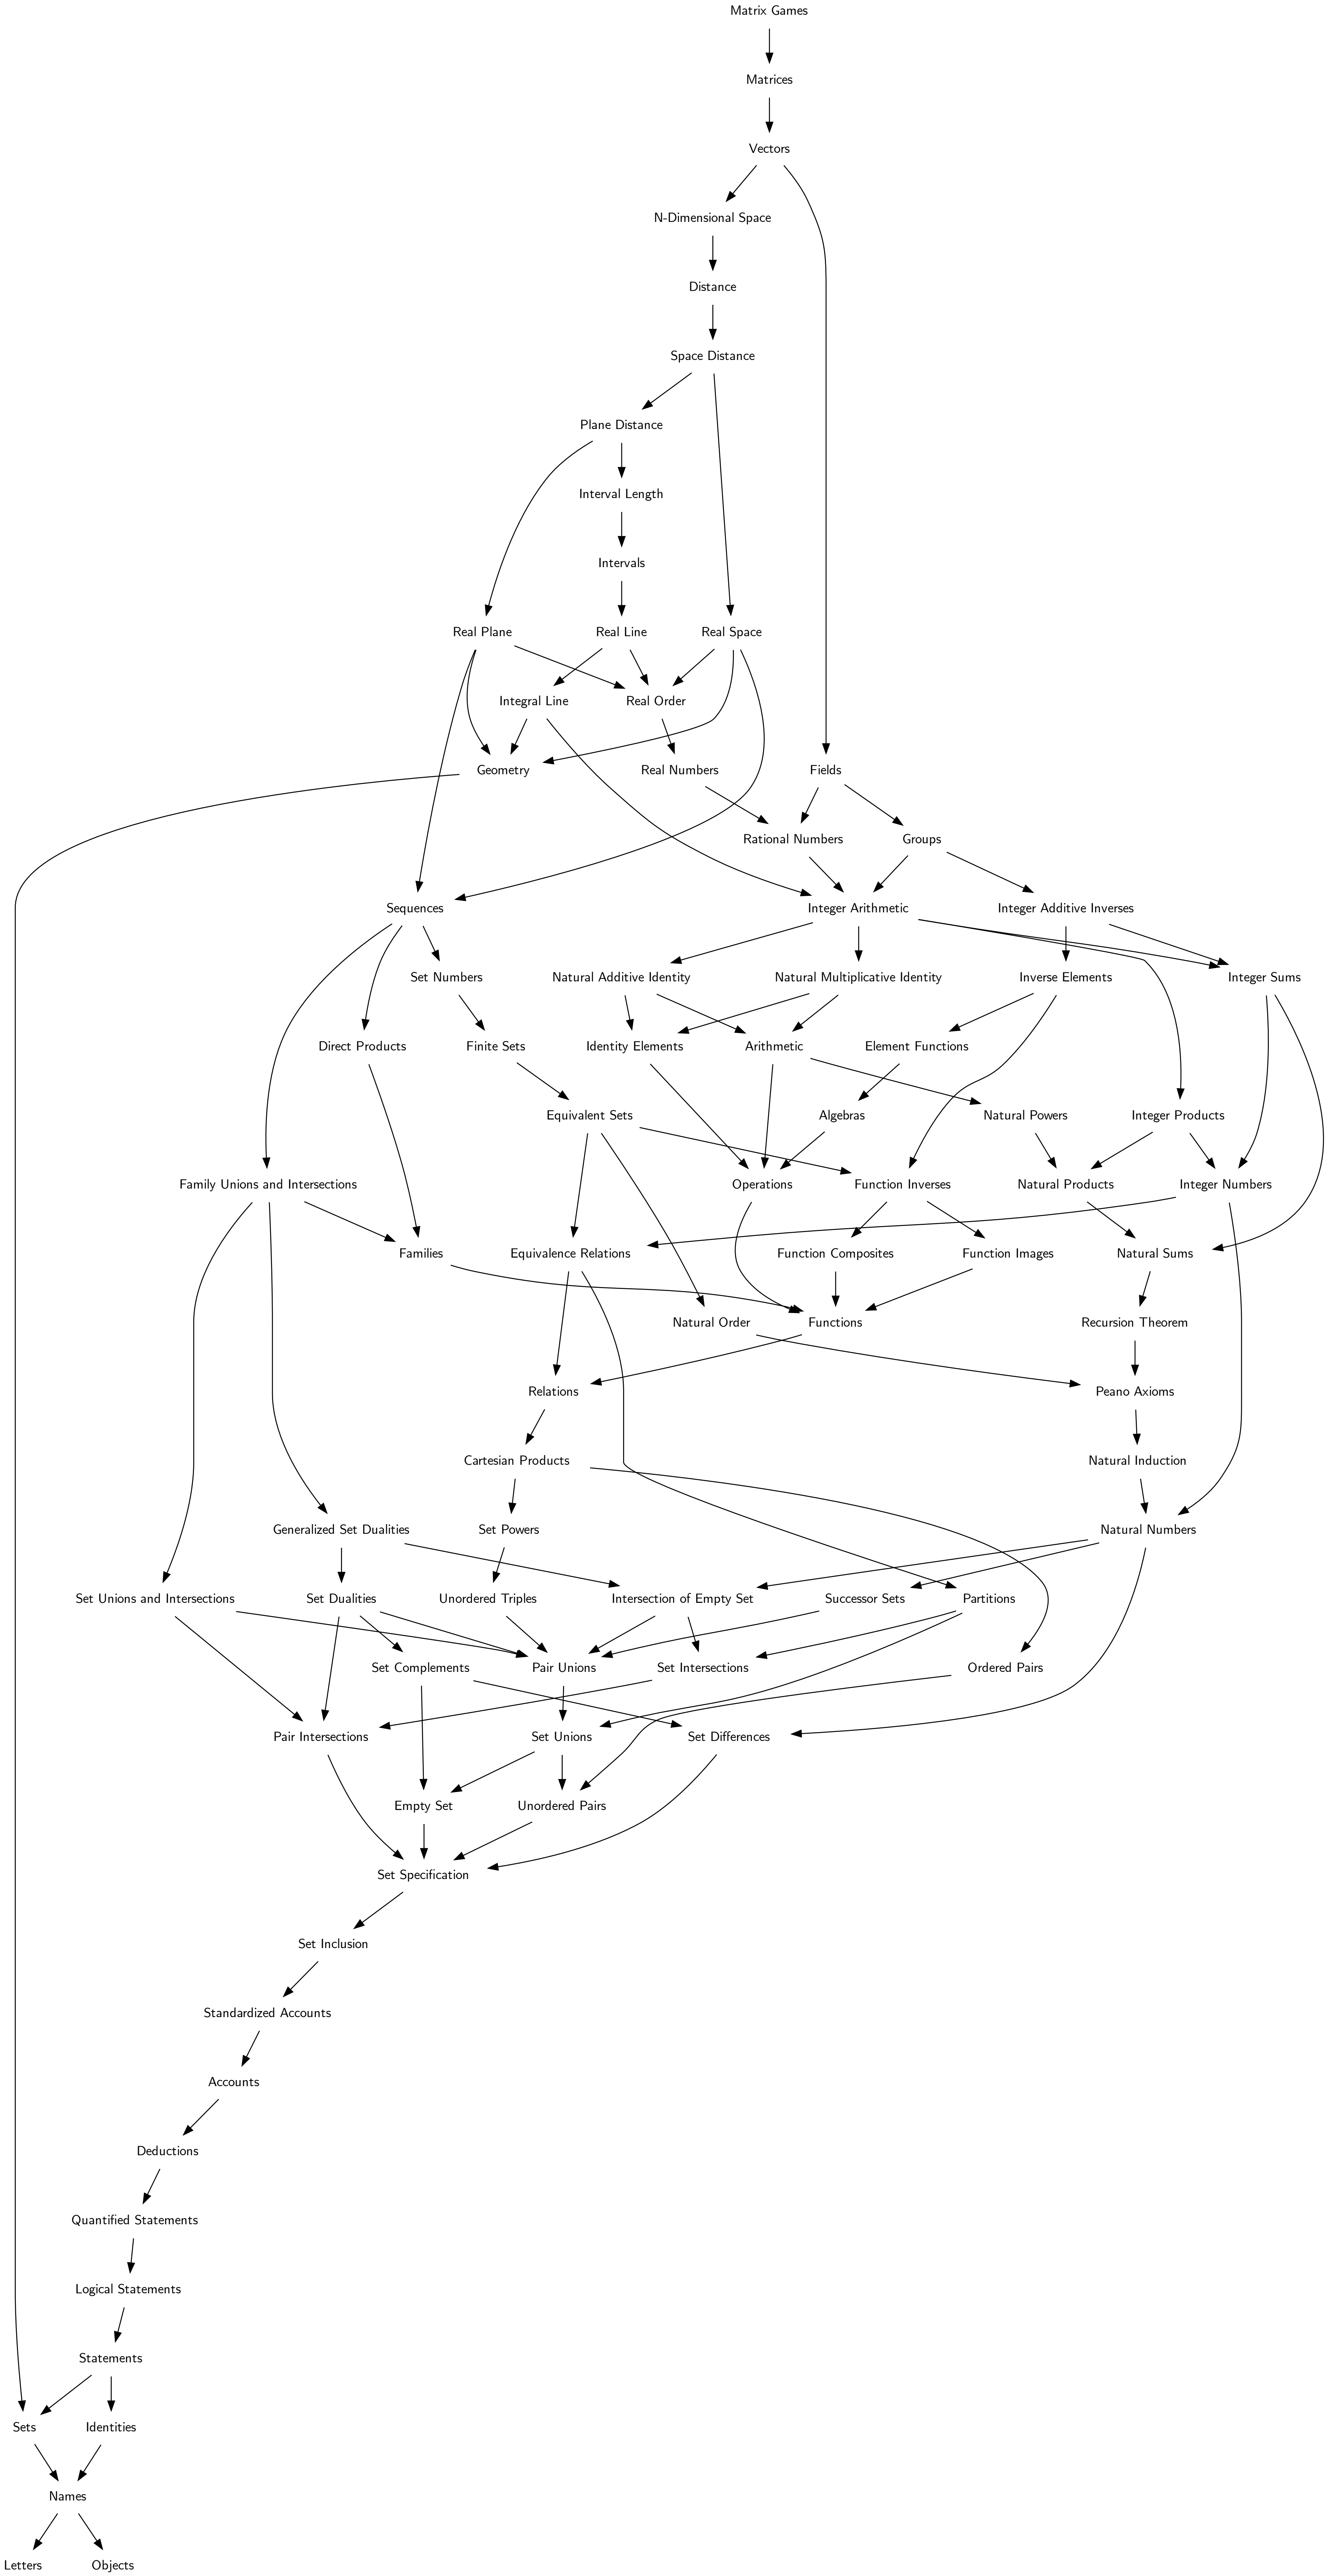 Matrix Games
Matrices
Vectors
N-Dimensional Space
Distance
Space Distance
Plane Distance
Interval Length
Intervals
Real Plane
Real Line
Real Space
Integral Line
Real Order
Geometry
Real Numbers
Fields
Rational Numbers
Groups
Sequences
Integer Arithmetic
Integer Additive Inverses
Set Numbers
Natural Additive Identity
Natural Multiplicative Identity
Inverse Elements
Integer Sums
Direct Products
Finite Sets
Identity Elements
Arithmetic
Element Functions
Equivalent Sets
Algebras
Natural Powers
Integer Products
Family Unions and Intersections
Operations
Function Inverses
Natural Products
Integer Numbers
Families
Equivalence Relations
Function Composites
Function Images
Natural Sums
Natural Order
Functions
Recursion Theorem
Relations
Peano Axioms
Cartesian Products
Natural Induction
Generalized Set Dualities
Set Powers
Natural Numbers
Set Unions and Intersections
Set Dualities
Unordered Triples
Intersection of Empty Set
Successor Sets
Partitions
Set Complements
Pair Unions
Set Intersections
Ordered Pairs
Pair Intersections
Set Unions
Set Differences
Empty Set
Unordered Pairs
Set Specification
Set Inclusion
Standardized Accounts
Accounts
Deductions
Quantified Statements
Logical Statements
Statements
Sets
Identities
Names
Letters
Objects